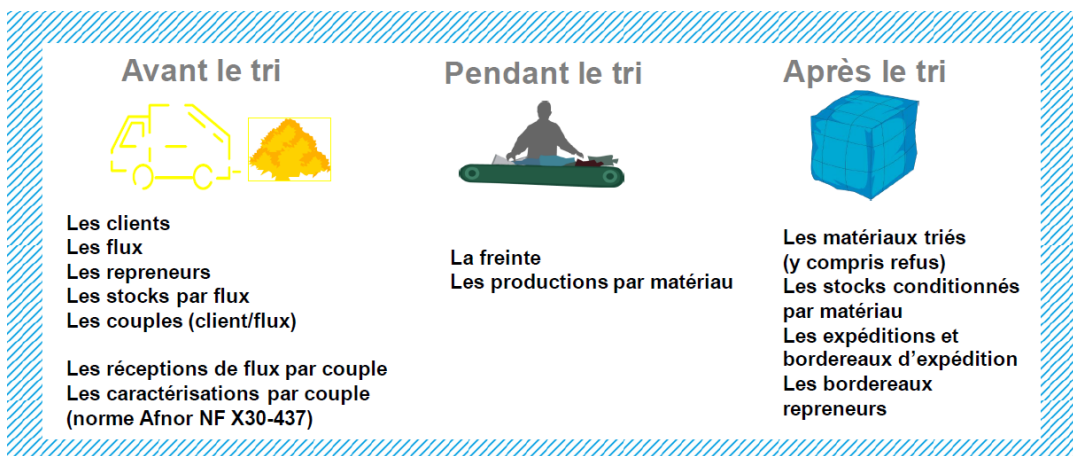 Avant le tri
Les clients
Les flux
Les repreneurs
Les stocks par flux
Les couples (client/flux)
Les réceptions de flux par couple
Les caractérisations par couple
(norme Afnor NF X30-437)
Pendant le tri
La freinte
Les productions par matériau
Après le tri
Les matériaux triés
(y compris refus)
Les stocks conditionnés
par matériau
Les expéditions et
bordereaux d’expédition
Les bordereaux
repreneurs